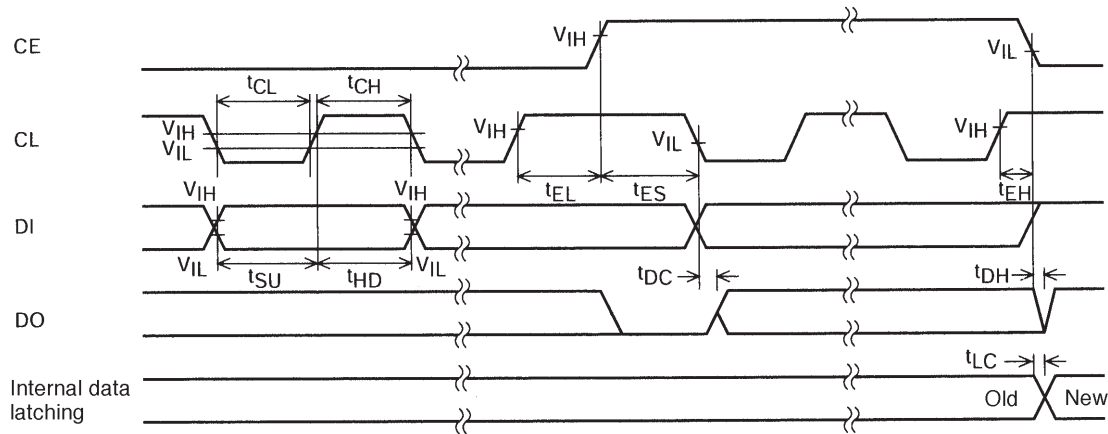 CE
VIH
VIL
tCL
tCH
CL
VIH
VIL
VIH
VIL
VIH
tEL
tES
tEH
DI
VIH
VIH
VIL
VIL
tSU
tHD
tDC
tDH
DO
tLC
Internal data
latching
Old
New